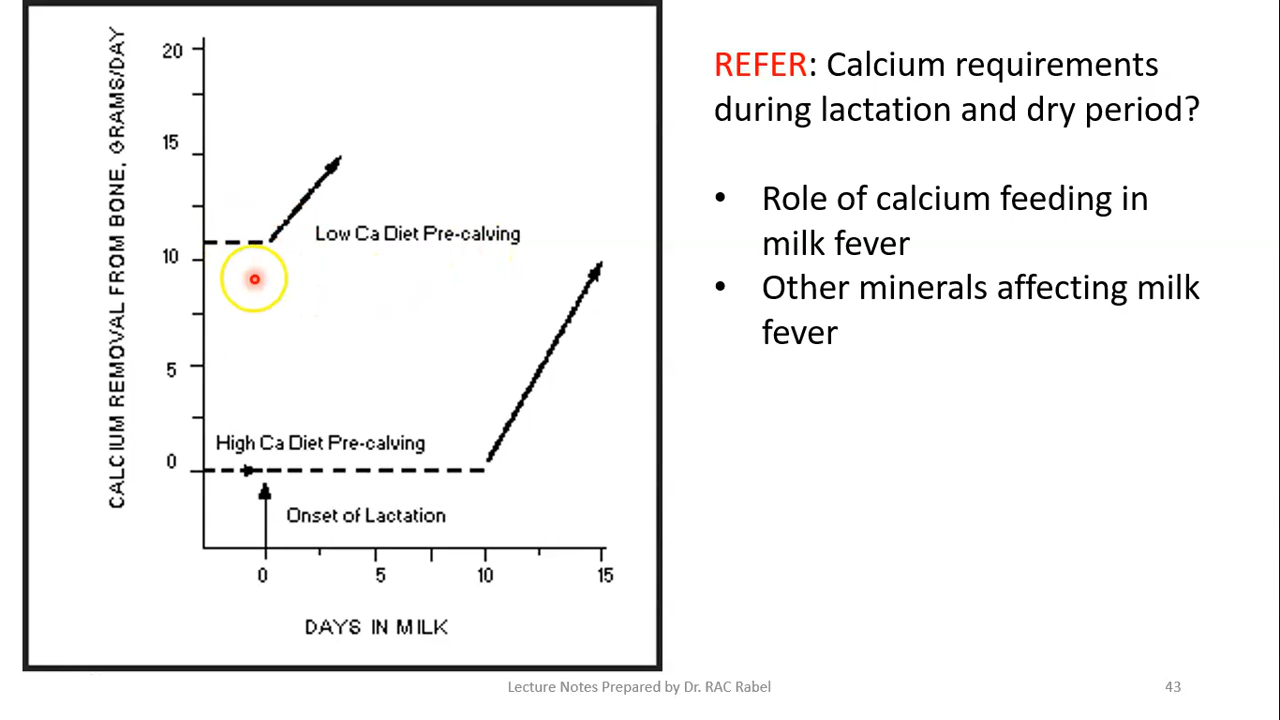 CALCIUM REMOVAL FROM BONE, GRAMS/DAY
20
15
10
5
0
Low Ca Diet Pre-calving
High Ca Diet Pre-calving
Onset of Lactation
0 5 10 15
DAYS IN MILK
REFER: Calcium requirements
during lactation and dry period?
• Role of calcium feeding in
milk fever
• Other minerals affecting milk
fever
Lecture Notes Prepared by Dr. RAC Rabel
43